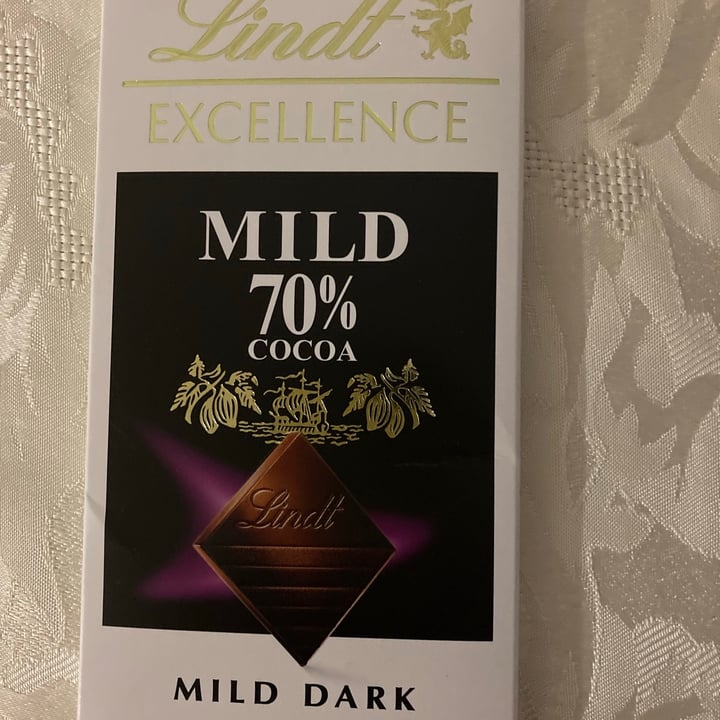 Lindt
EXCELLENCE
MILD
70%
COCOA
Lindt
MILD DARK